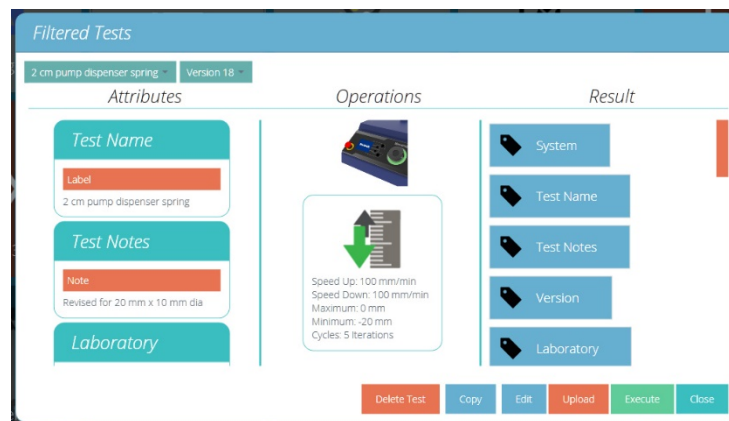 Filtered Tests
2 cm pump dispenser spring
Version 18
Attributes
Operations
Result
Test Name
Label
2 cm pump dispenser spring
Test Notes
Note
Revised for 20 mm x 10 mm dia
Laboratory
Speed Up: 100 mm/min
Speed Down: 100 mm/min
Maximum: 0 mm
Minimum: -20 mm
Cycles: 5 Iterations
System
Test Name
Test Notes
Version
Laboratory
Delete Test
Copy
Edit
Upload
Execute
Close